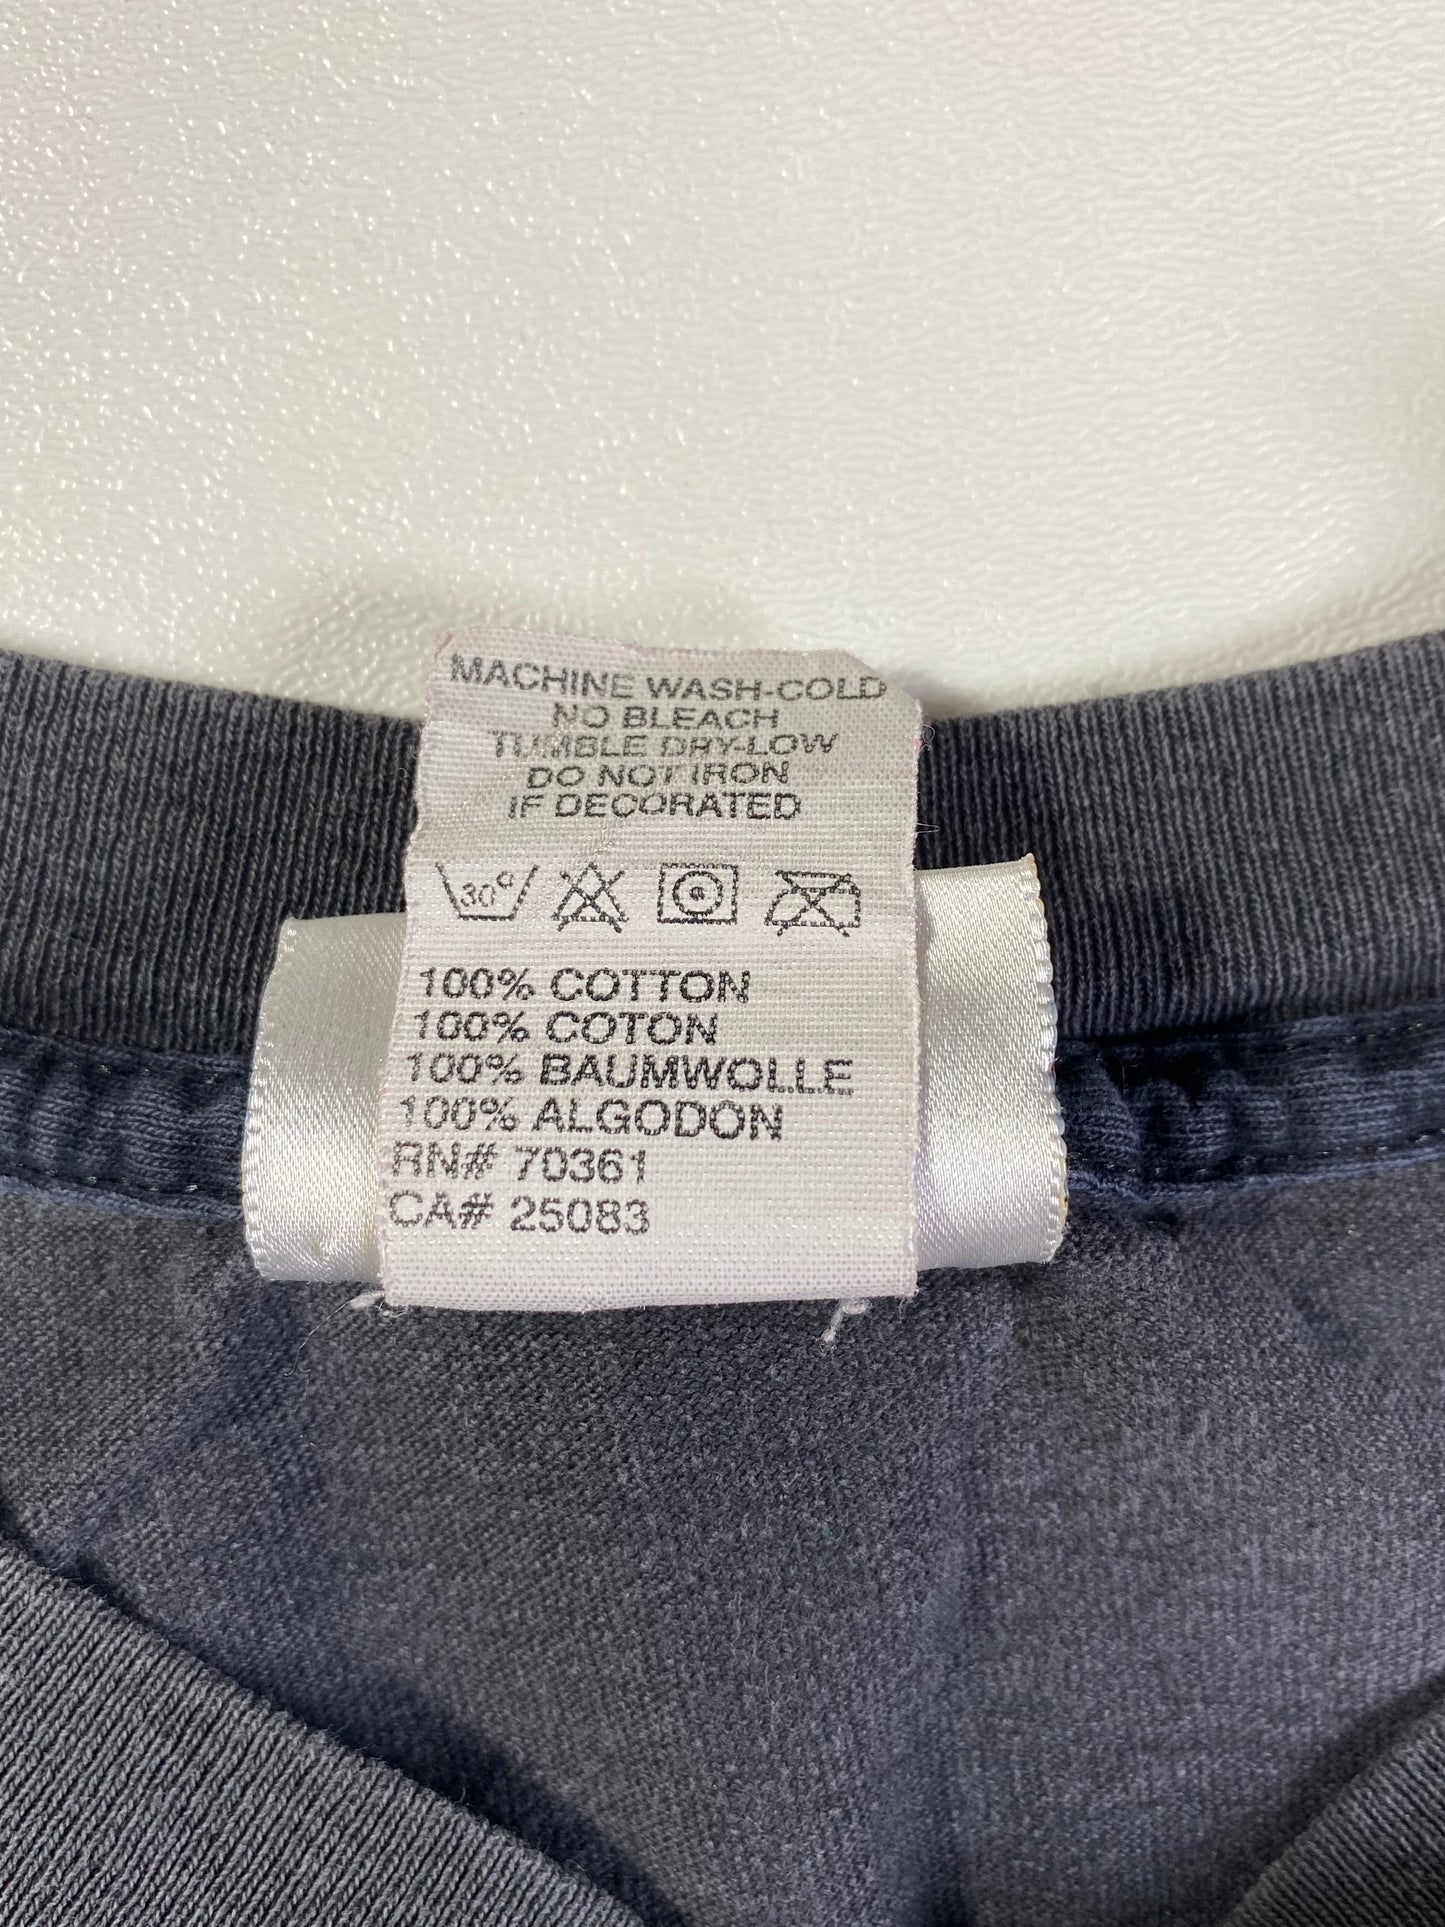 MACHINE WASH-COLD
NO BLEACH
TUMBLE DRY-LOW
DO NOT IRON
IF DECORATED
30°
100% COTTON
100% COTON
100% BAUMWOLLE
100% ALGODON
RN# 70361
CA# 25083